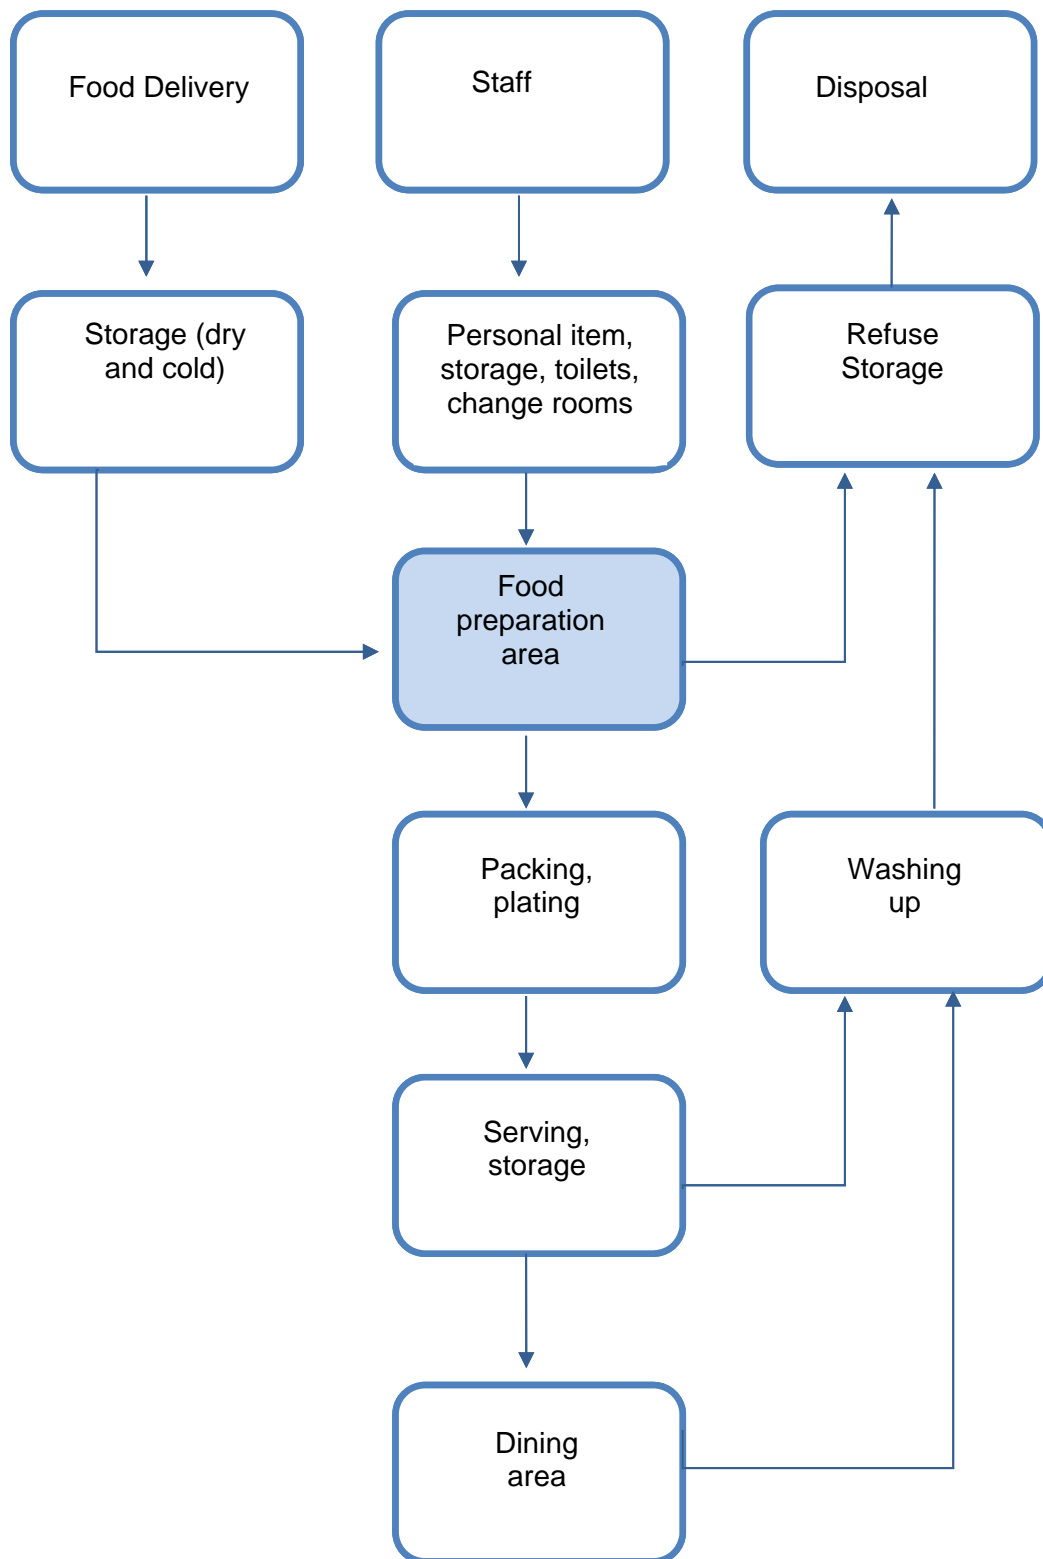 Food Delivery
Staff
Disposal
Storage (dry
and cold)
Personal item,
storage, toilets,
change rooms
Refuse
Storage
Food
preparation
area
Packing,
plating
Washing
up
Serving,
storage
Dining
area